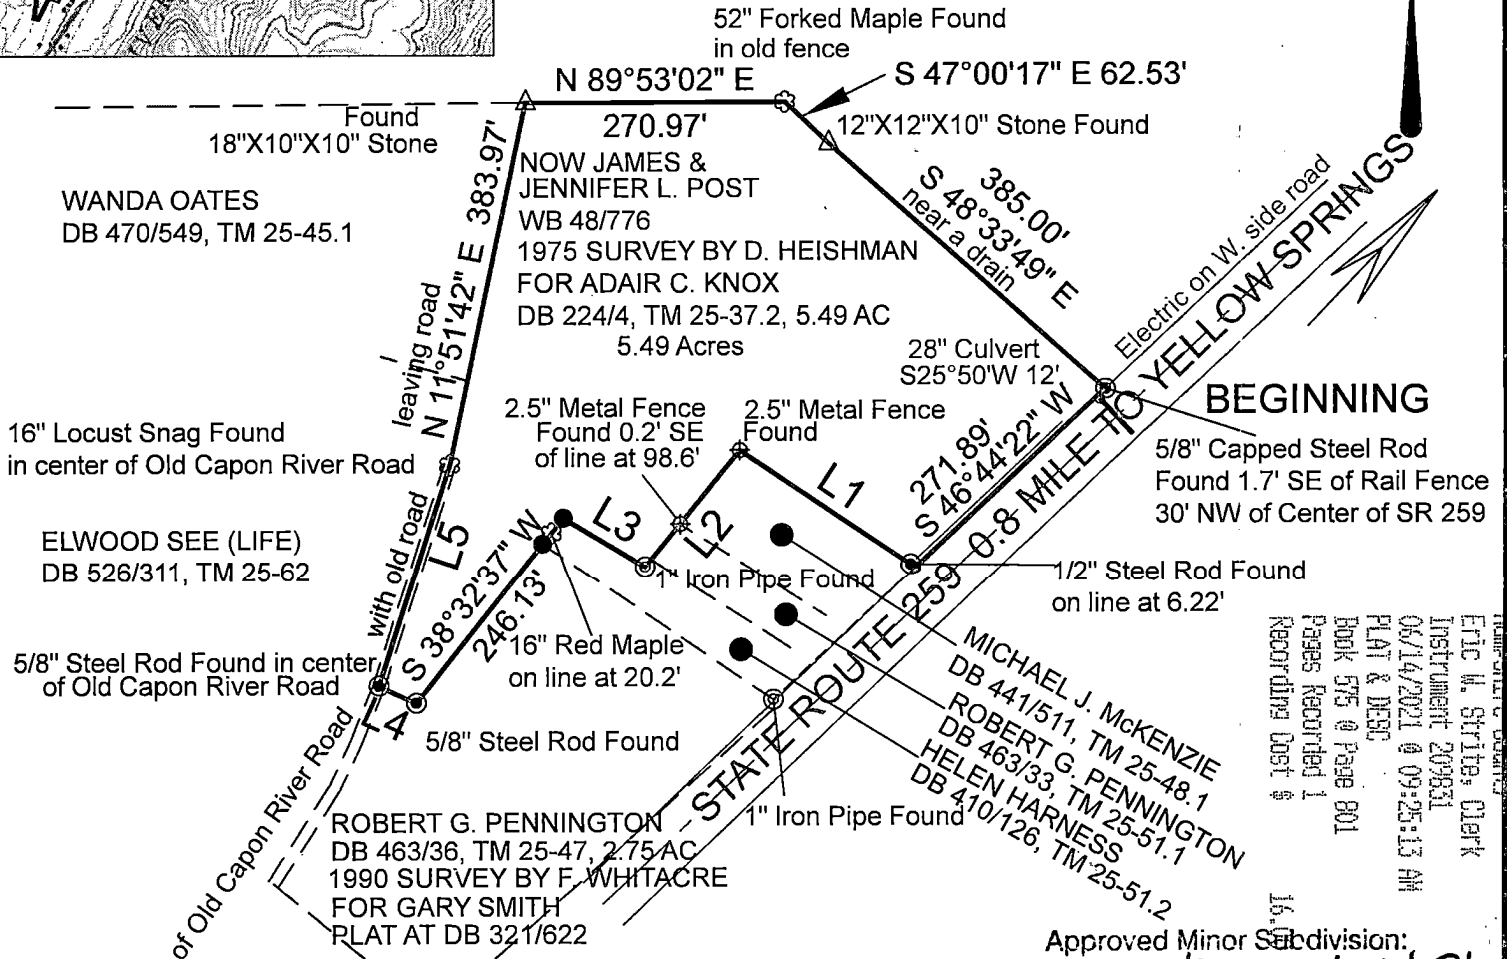 52" Forked Maple Found
in old fence
N 89°53'02" E
270.97'
S 47°00'17" E 62.53'
Found
18"X10"X10" Stone
12"X12"X10" Stone Found
WANDA OATES
DB 470/549, TM 25-45.1
NOW JAMES &
JENNIFER L. POST
WB 48/776
1975 SURVEY BY D. HEISHMAN
FOR ADAIR C. KNOX
DB 224/4, TM 25-37.2, 5.49 AC
5.49 Acres
leaving road
N 11°51'42" E 383.97'
385.00'
S 48°33'49" E
near a drain
Electric on W. side road
28" Culvert
S25°50'W 12'
BEGINNING
5/8" Capped Steel Rod
Found 1.7' SE of Rail Fence
30' NW of Center of SR 259
271.89'
S 46°44'22" W
STATE ROUTE 259 0.8 MILE TO YELLOW SPRINGS
16" Locust Snag Found
in center of Old Capon River Road
2.5" Metal Fence
Found 0.2' SE
of line at 98.6'
2.5" Metal Fence
Found
L1
L2
L3
L5
L4
with old road
ELWOOD SEE (LIFE)
DB 526/311, TM 25-62
S 38°32'37" W
246.13'
1" Iron Pipe Found
1/2" Steel Rod Found
on line at 6.22'
16" Red Maple
on line at 20.2'
5/8" Steel Rod Found in center
of Old Capon River Road
5/8" Steel Rod Found
MICHAEL J. McKENZIE
DB 441/511, TM 25-48.1
ROBERT G. PENNINGTON
DB 463/33, TM 25-51.1
HELEN HARNESS
DB 410/126, TM 25-51.2
1" Iron Pipe Found
of Old Capon River Road
ROBERT G. PENNINGTON
DB 463/36, TM 25-47, 2.75 AC
1990 SURVEY BY F. WHITACRE
FOR GARY SMITH
PLAT AT DB 321/622
Eric W. Strite, Clerk
Instrument 209831
06/14/2021 @ 09:25:13 AM
PLAT & DESC
Book 575 @ Page 801
Pages Recorded 1
Recording Cost $
Approved Minor Subdivision: